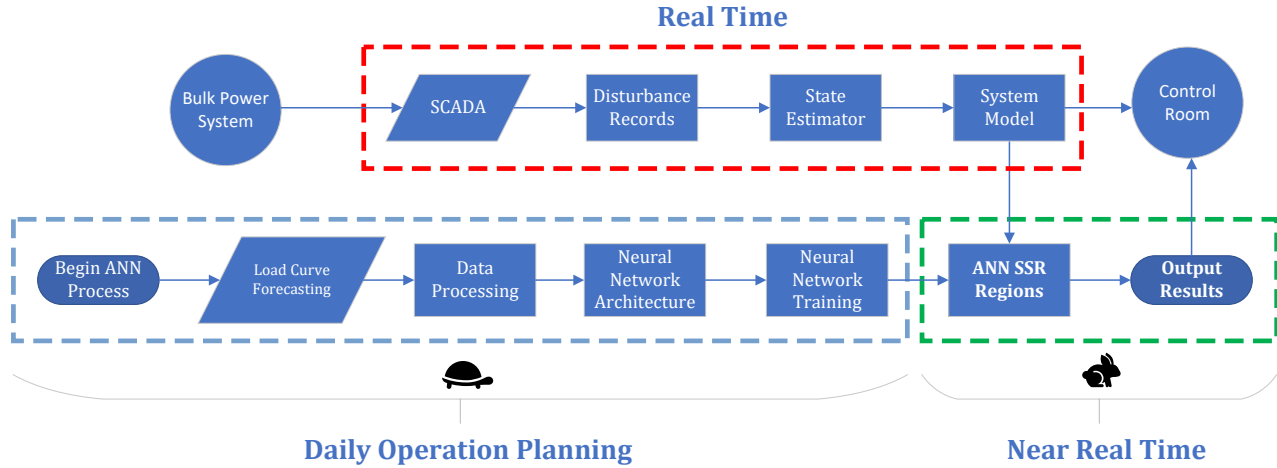 Real Time
Bulk Power
System
SCADA
Disturbance
Records
State
Estimator
System
Model
Control
Room
Begin ANN
Process
Load Curve
Forecasting
Data
Processing
Neural
Network
Architecture
Neural
Network
Training
ANN SSR
Regions
Output
Results
Daily Operation Planning
Near Real Time